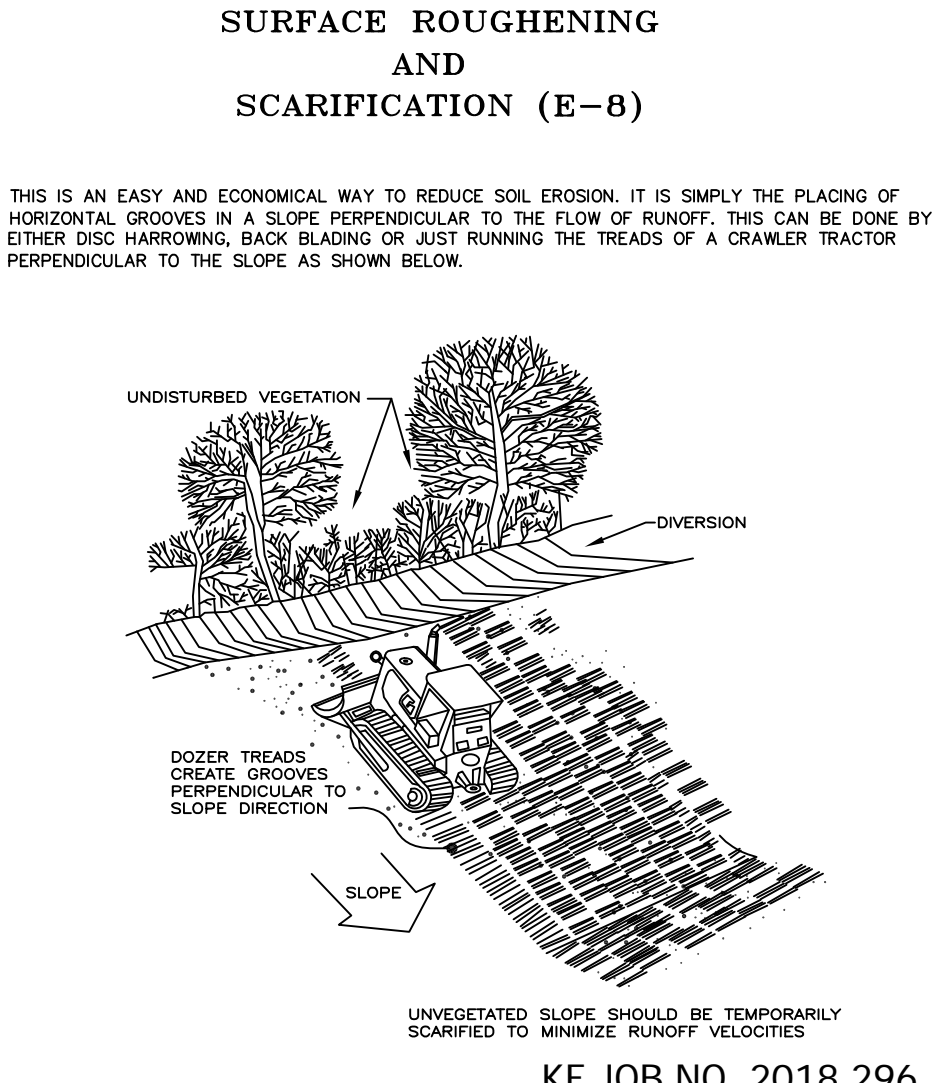 SURFACE ROUGHENING
AND
SCARIFICATION (E-8)
THIS IS AN EASY AND ECONOMICAL WAY TO REDUCE SOIL EROSION. IT IS SIMPLY THE PLACING OF
HORIZONTAL GROOVES IN A SLOPE PERPENDICULAR TO THE FLOW OF RUNOFF. THIS CAN BE DONE BY
EITHER DISC HARROWING, BACK BLADING OR JUST RUNNING THE TREADS OF A CRAWLER TRACTOR
PERPENDICULAR TO THE SLOPE AS SHOWN BELOW.
UNDISTURBED VEGETATION
DIVERSION
DOZER TREADS
CREATE GROOVES
PERPENDICULAR TO
SLOPE DIRECTION
SLOPE
UNVEGETATED SLOPE SHOULD BE TEMPORARILY
SCARIFIED TO MINIMIZE RUNOFF VELOCITIES
JOB NO. 2018.296